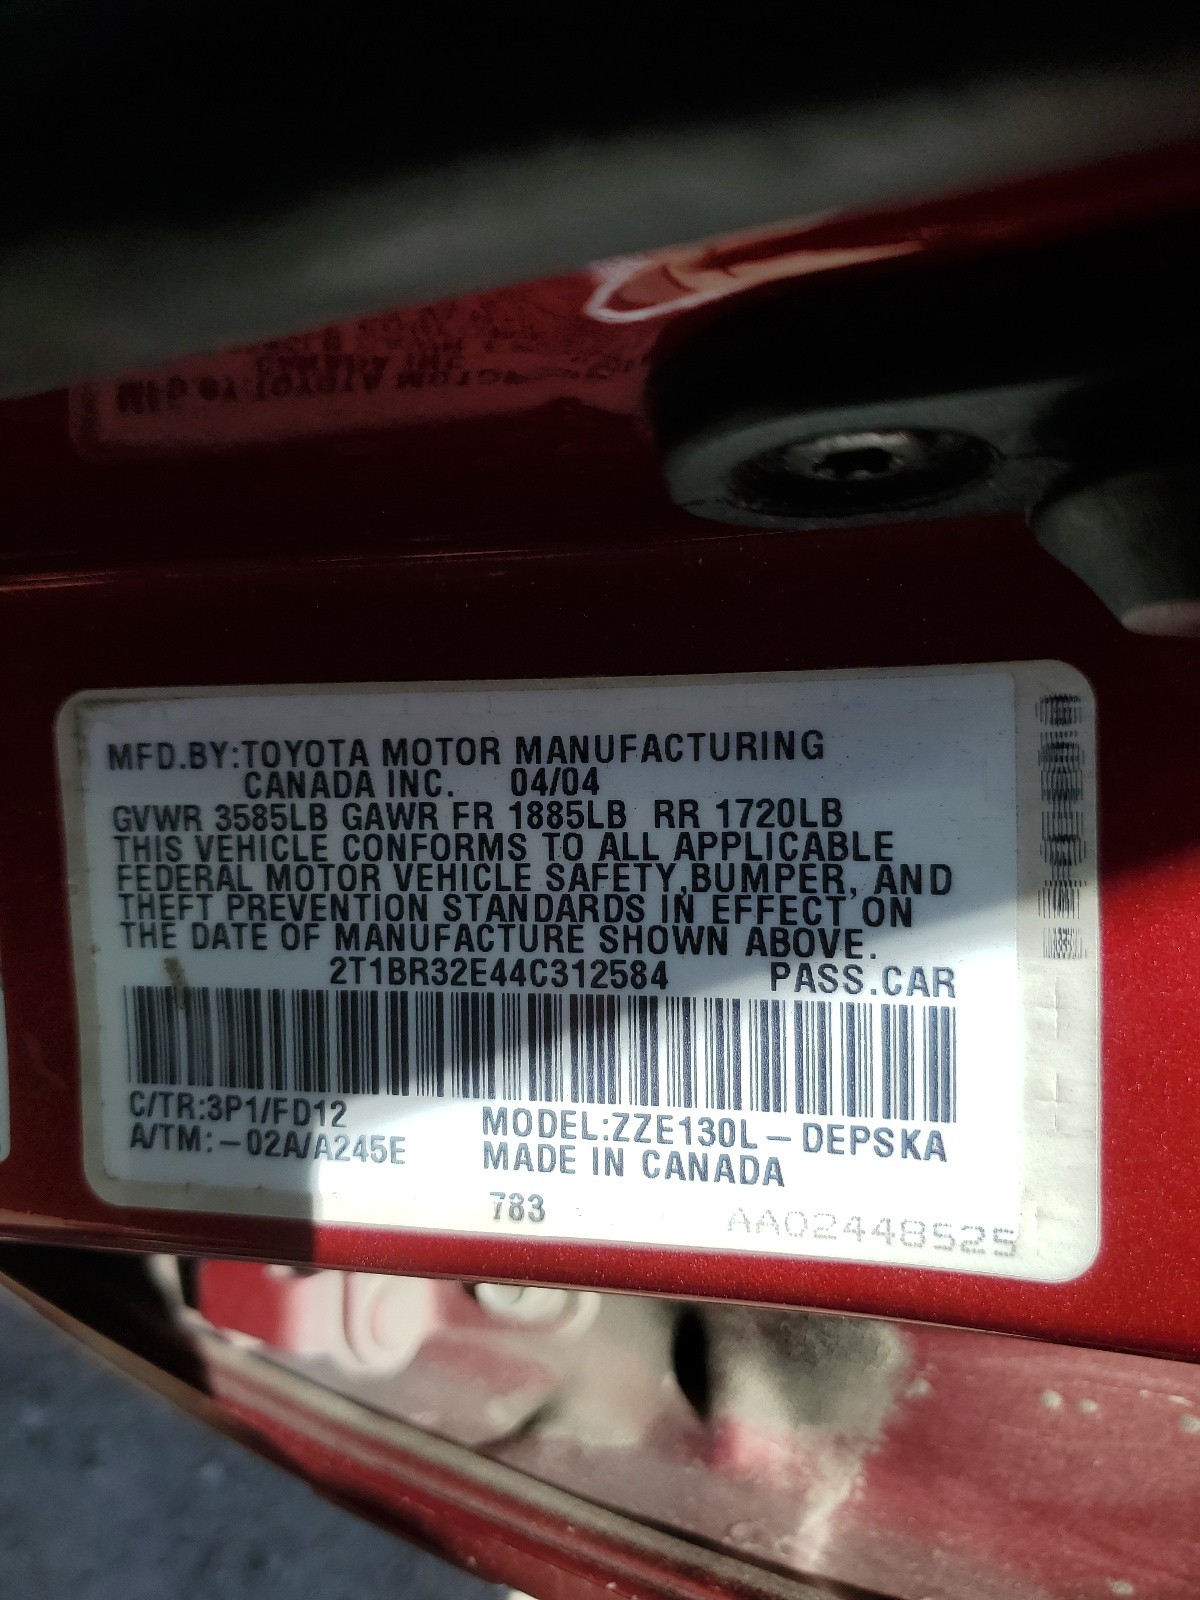 MFD.BY:TOYOTA MOTOR MANUFACTURING
CANADA INC. 04/04
GVWR 3585LB GAWR FR 1885LB RR 1720LB
THIS VEHICLE CONFORMS TO ALL APPLICABLE
FEDERAL MOTOR VEHICLE SAFETY,BUMPER, AND
THEFT PREVENTION STANDARDS IN EFFECT ON
THE DATE OF MANUFACTURE SHOWN ABOVE.
2T1BR32E44C312584 PASS.CAR
C/TR:3P1/FD12
A/TM:-02A/A245E
MODEL:ZZE130L-DEPSKA
MADE IN CANADA
783
AA02448525